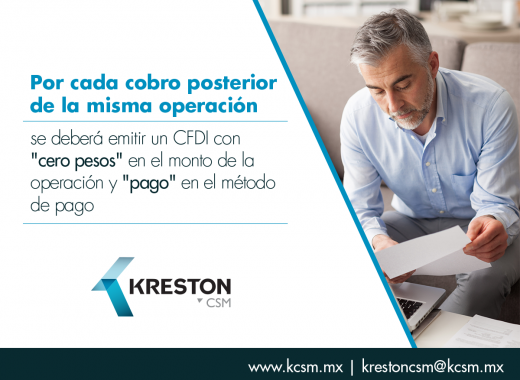 Por cada cobro posterior
de la misma operación
se deberá emitir un CFDI con
"cero pesos" en el monto de la
operación y "pago" en el método
de pago
KRESTON
CSM
www.kcsm.mx | krestoncsm@kcsm.mx